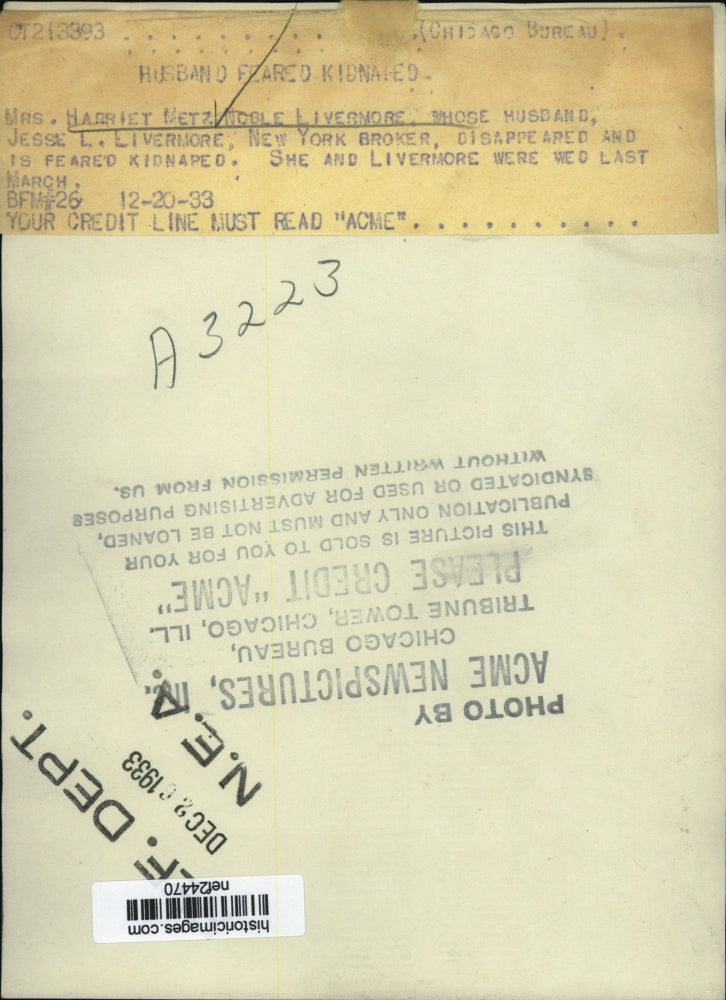 CT213393 . . . . . . . . . . (CHICAGO BUREAU).
HUSBAND FEARED KIDNAPED.
MRS. HARRIET METZ NOBLE LIVERMORE, WHOSE HUSBAND,
JESSE L. LIVERMORE, NEW YORK BROKER, DISAPPEARED AND
IS FEARED KIDNAPED. SHE AND LIVERMORE WERE WED LAST
MARCH.
BFM#26 12-20-33
YOUR CREDIT LINE MUST READ "ACME". . . . . . . . . . .
A3223
PHOTO BY
ACME NEWSPICTURES, INC.
CHICAGO BUREAU,
TRIBUNE TOWER, CHICAGO, ILL.
PLEASE CREDIT "ACME"
THIS PICTURE IS SOLD TO YOU FOR YOUR
PUBLICATION ONLY AND MUST NOT BE LOANED,
SYNDICATED OR USED FOR ADVERTISING PURPOSES
WITHOUT WRITTEN PERMISSION FROM US.
EF. DEPT.
DEC 2 1933
N.E.A.
historicimages.com
nef24470